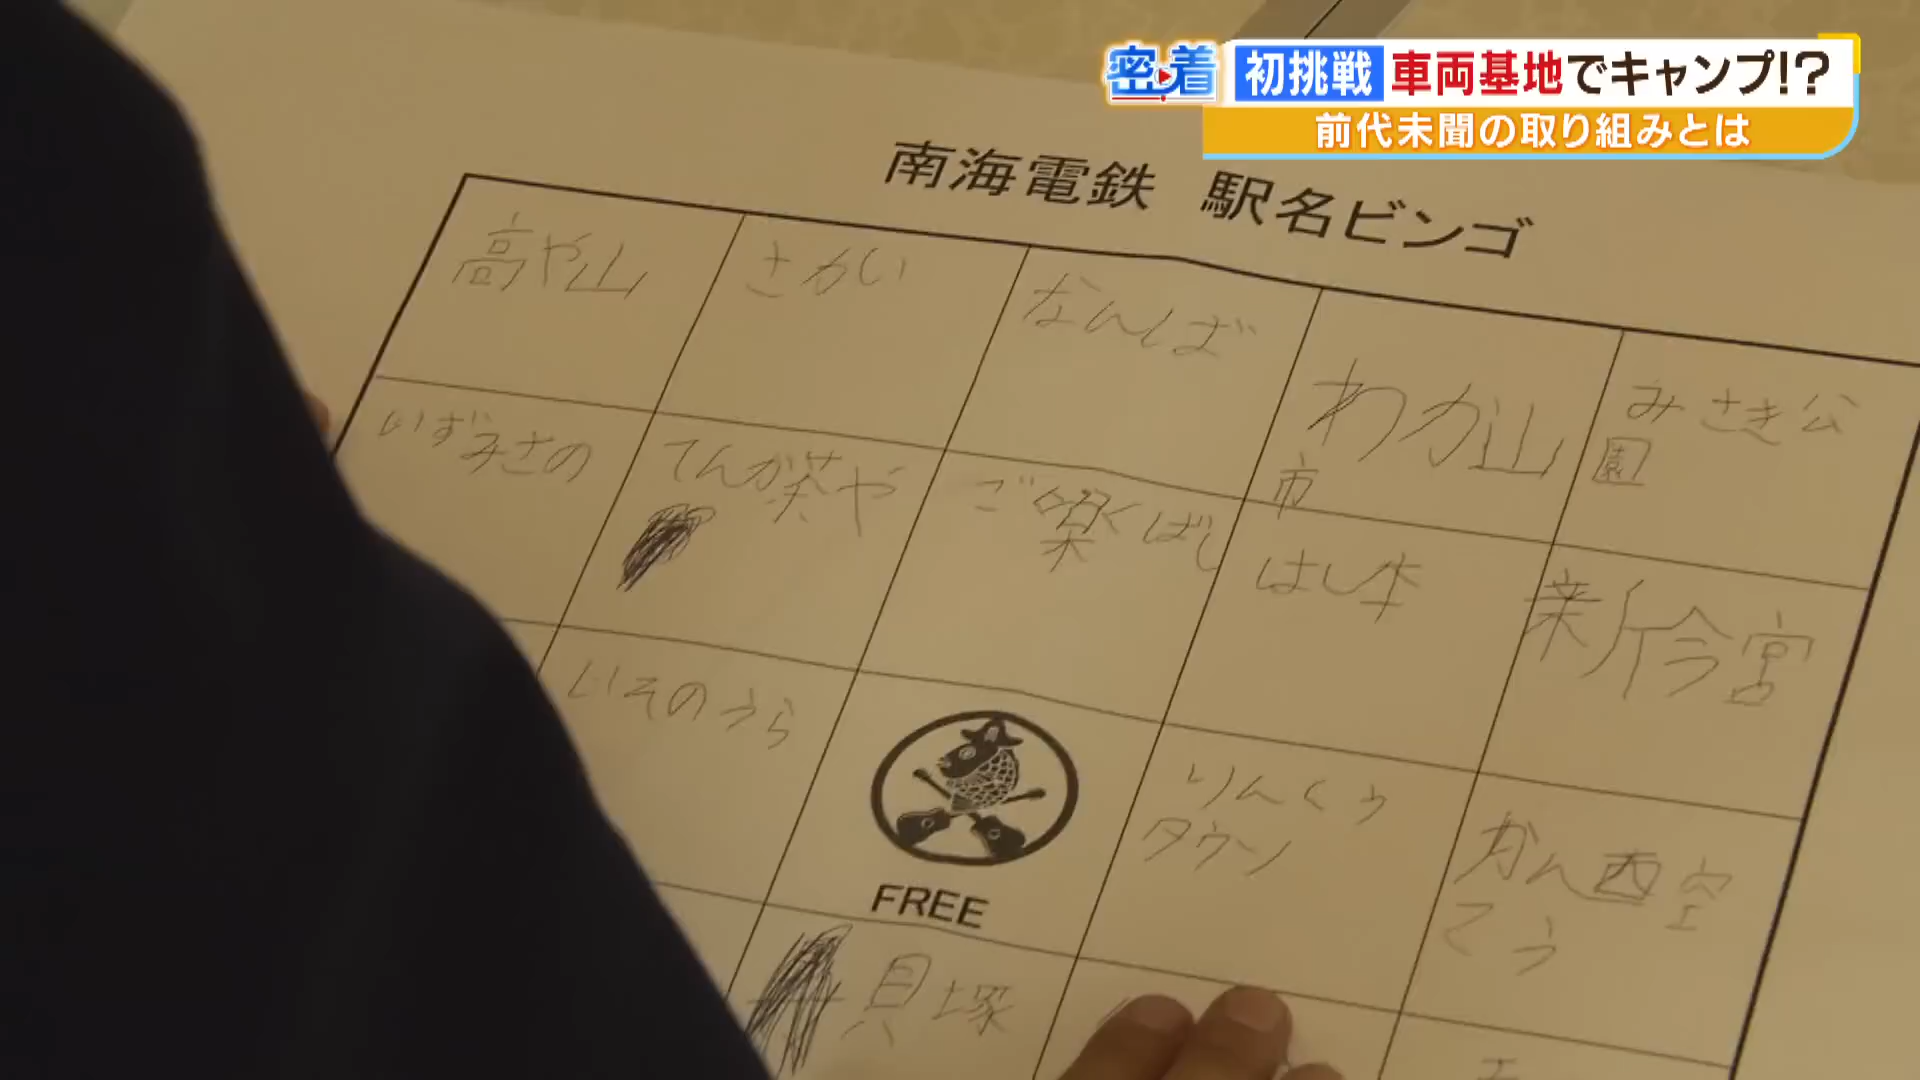 密着 初挑戦 車両基地でキャンプ!?
前代未聞の取り組みとは
南海電鉄 駅名ビンゴ
高や山
さかい
なんば
わか山
市
みさき公
園
いずみさの
てんが茶や
ご楽くばし
はし本
新今宮
いそのうら
FREE
りんくう
タウン
かん西空
こう
貝塚